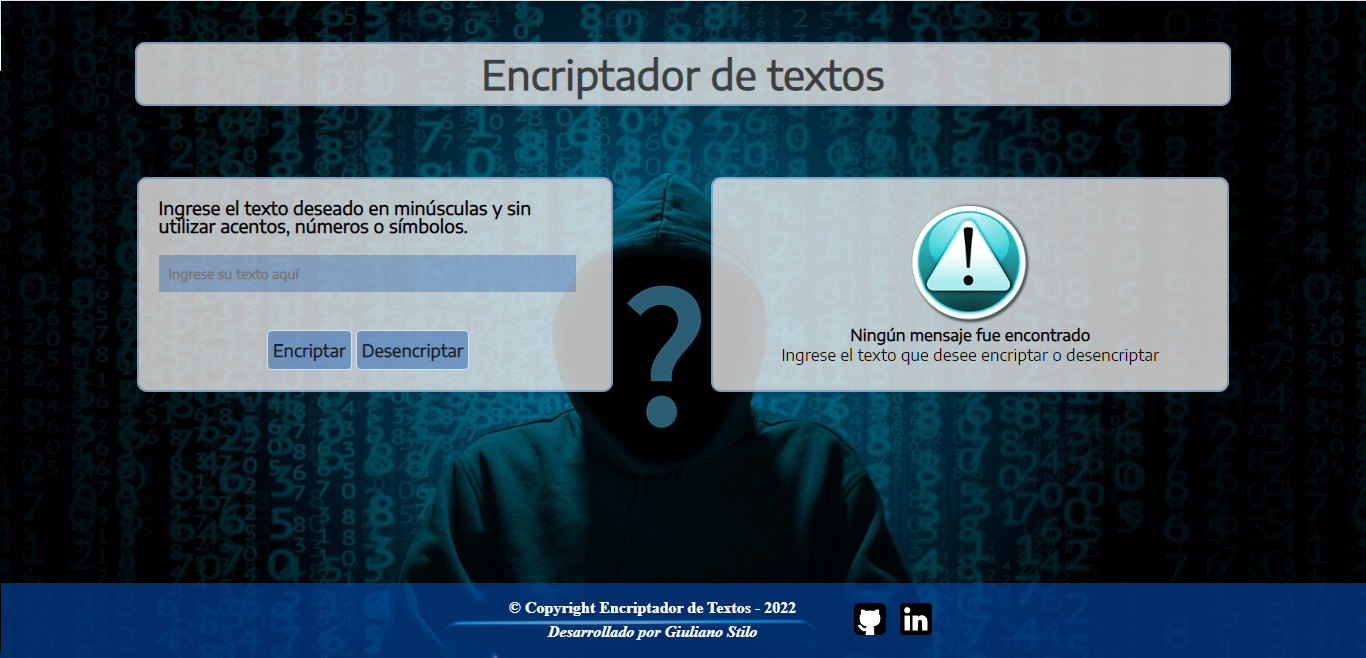 Encriptador de textos
Ingrese el texto deseado en minúsculas y sin
utilizar acentos, números o símbolos.
Ingrese su texto aquí
Encriptar
Desencriptar
?
!
Ningún mensaje fue encontrado
Ingrese el texto que desee encriptar o desencriptar
© Copyright Encriptador de Textos - 2022
Desarrollado por Giuliano Stilo
in